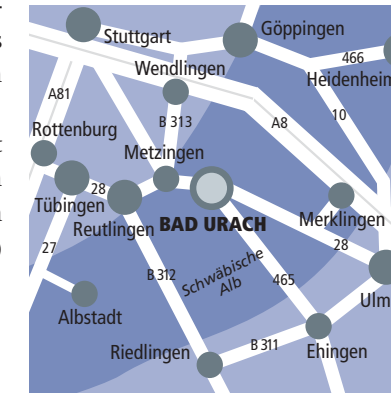 Stuttgart
Göppingen
Wendlingen
466
Heidenheim
A81
10
B 313
A8
Rottenburg
Metzingen
28
Tübingen
Reutlingen
BAD URACH
Merklingen
27
28
B 312
Schwäbische
Alb
465
Ulm
Albstadt
B 311
Ehingen
Riedlingen